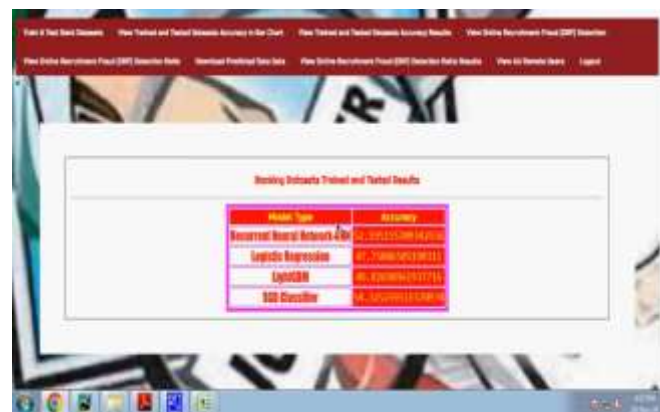 Train & Test Bank Datasets View Trained and Tested Datasets Accuracy in Bar Chart View Trained and Tested Datasets Accuracy Results View Online Recruitment Fraud (ORF) Detection
View Online Recruitment Fraud (ORF) Detection Ratio Download Predicted Data Sets View Online Recruitment Fraud (ORF) Detection Ratio Results View All Remote Users Logout
Banking Datasets Trained and Tested Results
Model Type Accuracy
Recurrent Neural Network-RNN
Logistic Regression
LightGBM
SGD Classifier